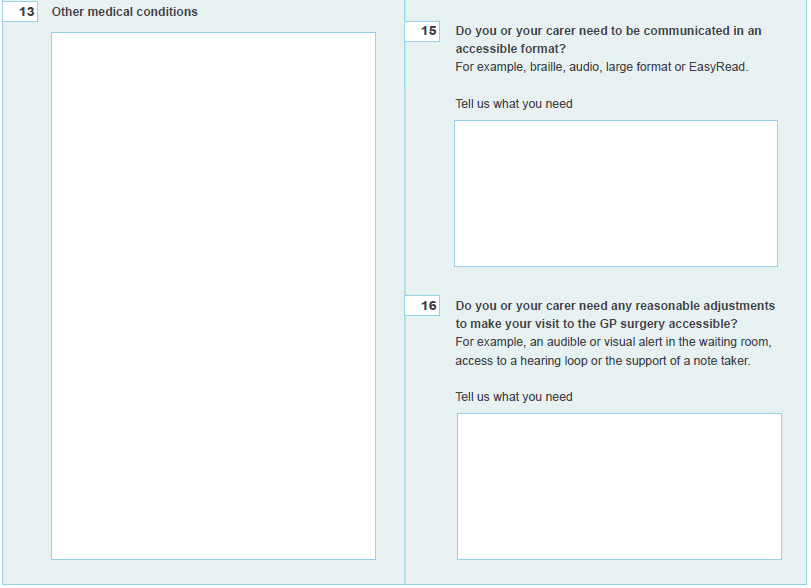 13 Other medical conditions
15 Do you or your carer need to be communicated in an
accessible format?
For example, braille, audio, large format or EasyRead.
Tell us what you need
16 Do you or your carer need any reasonable adjustments
to make your visit to the GP surgery accessible?
For example, an audible or visual alert in the waiting room,
access to a hearing loop or the support of a note taker.
Tell us what you need